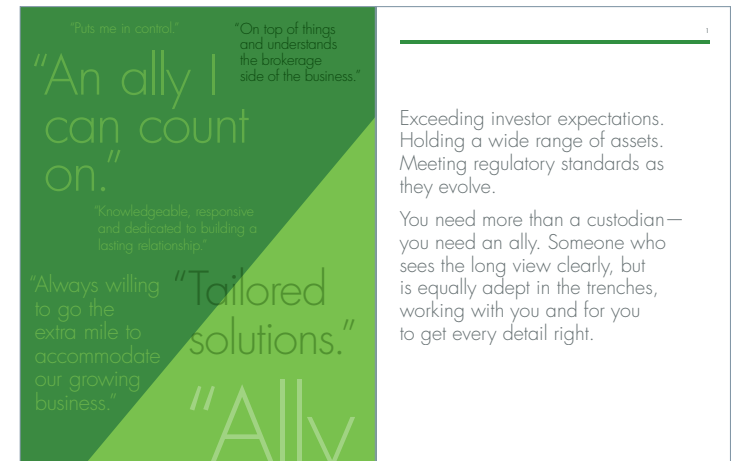 "Puts me in control."
"On top of things
and understands
the brokerage
side of the business."
"An ally I
can count
on."
"Knowledgeable, responsive
and dedicated to building a
lasting relationship."
"Always willing
to go the
extra mile to
accommodate
our growing
business."
"Tailored
solutions."
"Ally
1
Exceeding investor expectations.
Holding a wide range of assets.
Meeting regulatory standards as
they evolve.
You need more than a custodian—
you need an ally. Someone who
sees the long view clearly, but
is equally adept in the trenches,
working with you and for you
to get every detail right.